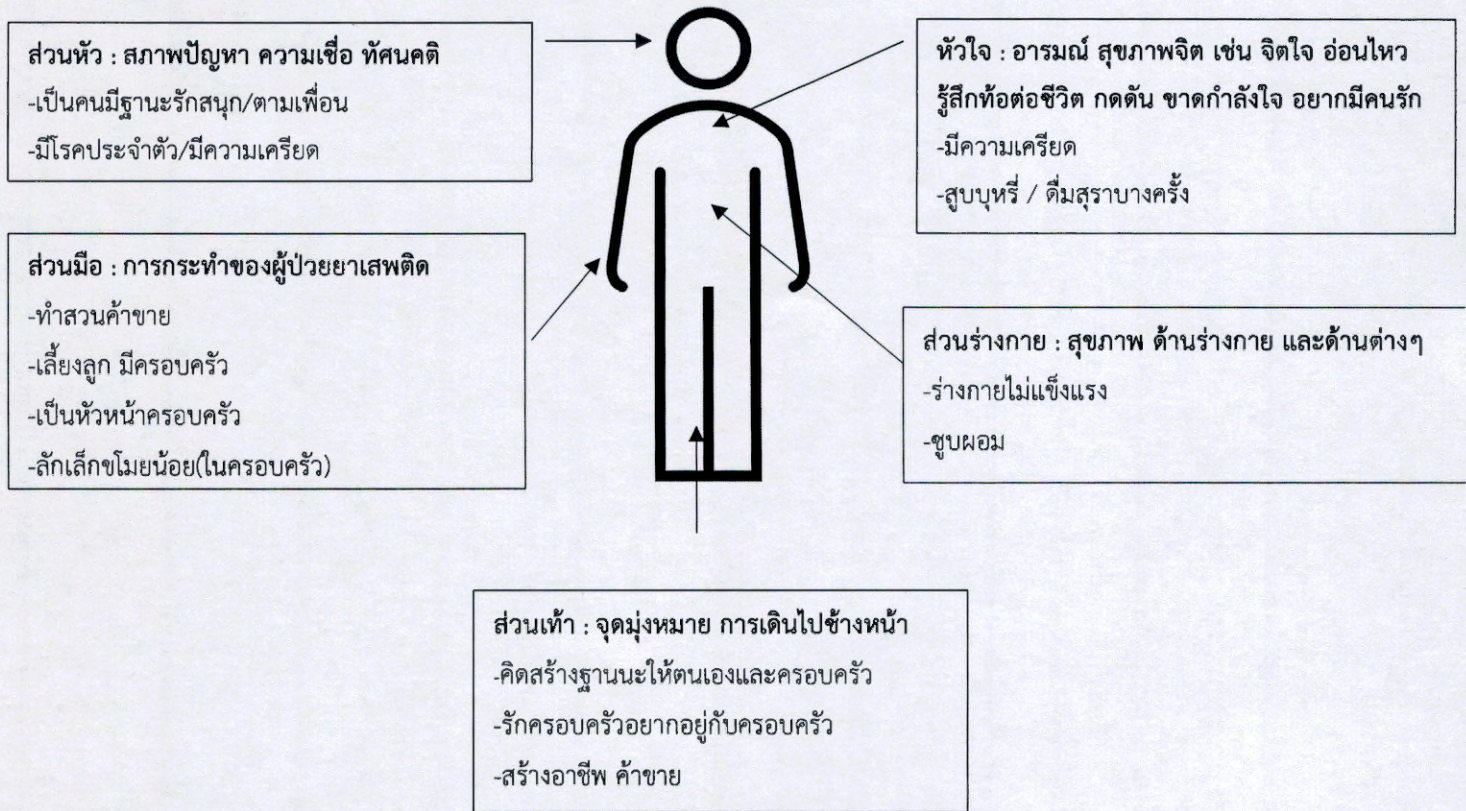 ส่วนหัว : สภาพปัญหา ความเชื่อ ทัศนคติ
-เป็นคนมีฐานะรักสนุก/ตามเพื่อน
-มีโรคประจำตัว/มีความเครียด
หัวใจ : อารมณ์ สุขภาพจิต เช่น จิตใจ อ่อนไหว
รู้สึกท้อต่อชีวิต กดดัน ขาดกำลังใจ อยากมีคนรัก
-มีความเครียด
-สูบบุหรี่ / ดื่มสุราบางครั้ง
ส่วนมือ : การกระทำของผู้ป่วยยาเสพติด
-ทำสวนค้าขาย
-เลี้ยงลูก มีครอบครัว
-เป็นหัวหน้าครอบครัว
-ลักเล็กขโมยน้อย(ในครอบครัว)
ส่วนร่างกาย : สุขภาพ ด้านร่างกาย และด้านต่างๆ
-ร่างกายไม่แข็งแรง
-ซูบผอม
ส่วนเท้า : จุดมุ่งหมาย การเดินไปข้างหน้า
-คิดสร้างฐานนะให้ตนเองและครอบครัว
-รักครอบครัวอยากอยู่กับครอบครัว
-สร้างอาชีพ ค้าขาย